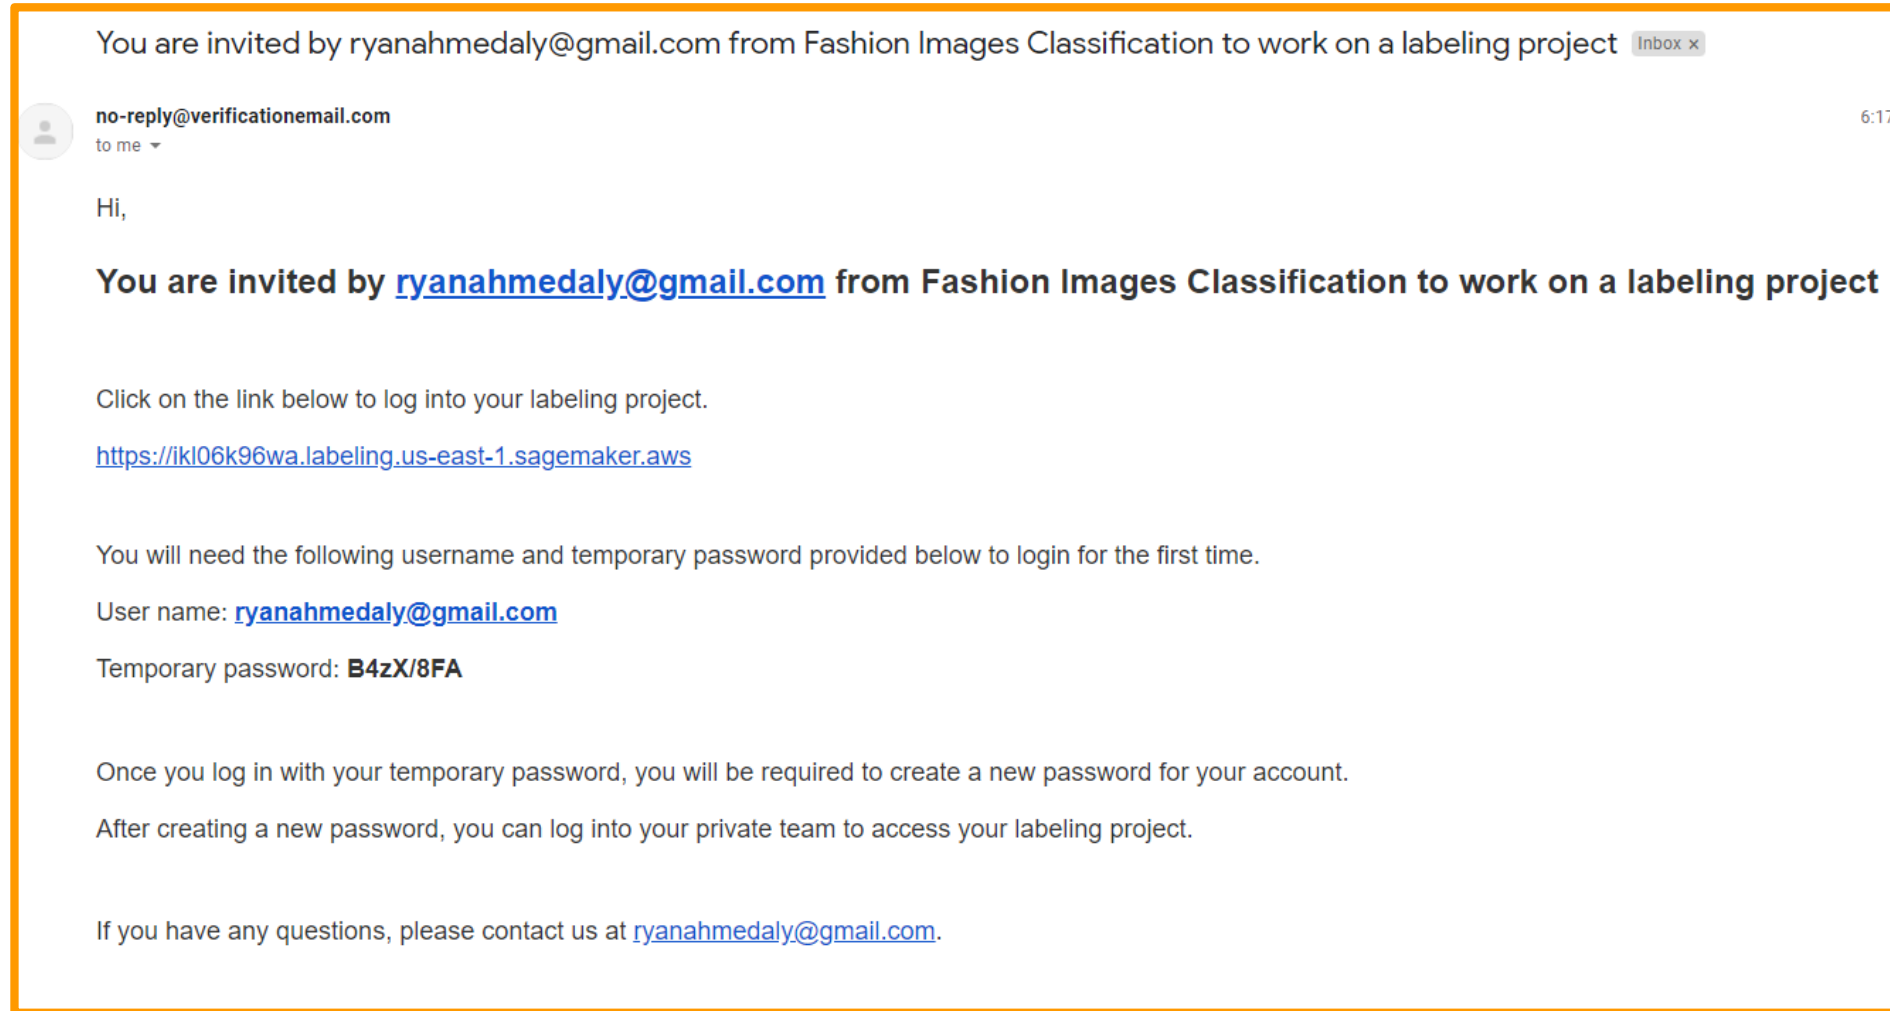 You are invited by ryanahmedaly@gmail.com from Fashion Images Classification to work on a labeling project Inbox x
no-reply@verificationemail.com 6:17
to me
Hi,
You are invited by ryanahmedaly@gmail.com from Fashion Images Classification to work on a labeling project
Click on the link below to log into your labeling project.
https://ikl06k96wa.labeling.us-east-1.sagemaker.aws
You will need the following username and temporary password provided below to login for the first time.
User name: ryanahmedaly@gmail.com
Temporary password: B4zX/8FA
Once you log in with your temporary password, you will be required to create a new password for your account.
After creating a new password, you can log into your private team to access your labeling project.
If you have any questions, please contact us at ryanahmedaly@gmail.com.